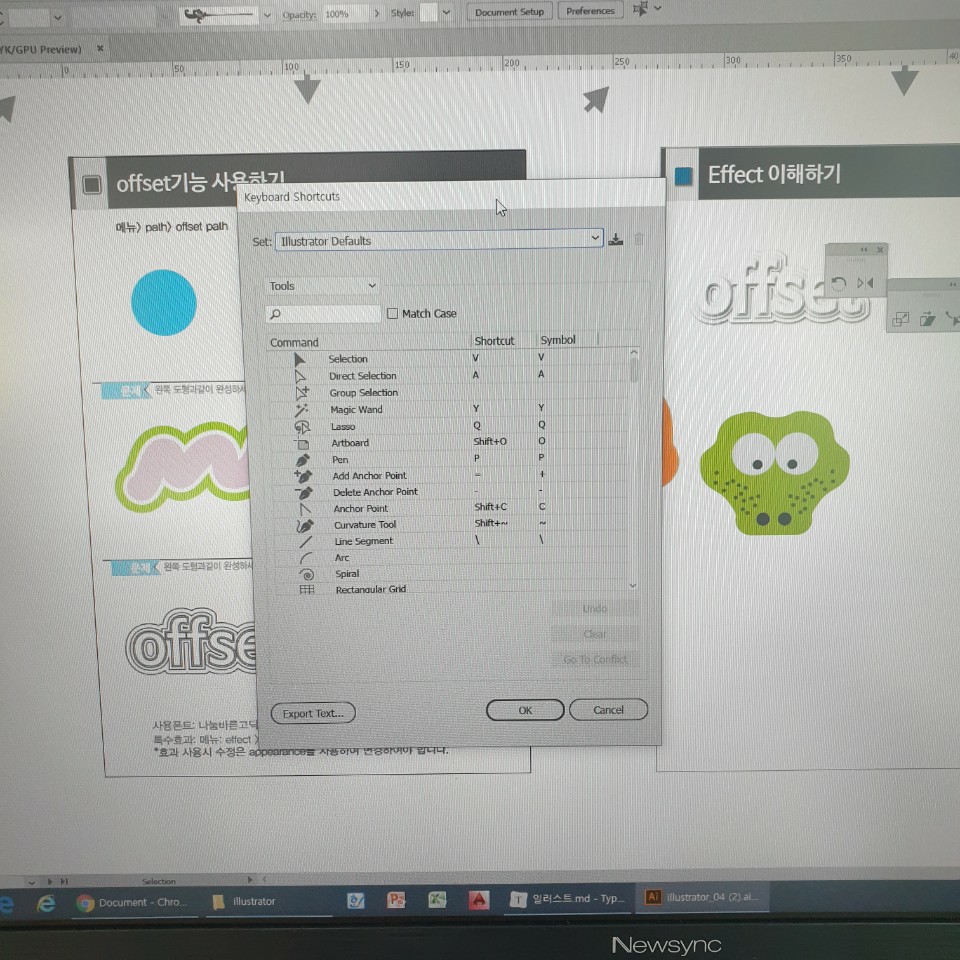 Opacity: 100% Style: Document Setup Preferences
YK/GPU Preview) ×
0 50 100 150 200 250 300 350
offset기능 사용하기
Effect 이해하기
메뉴> path> offset path
offset
문제 왼쪽 도형과같이 완성하시
문제 왼쪽 도형과같이 완성하시
offse
사용폰트: 나눔바른고딕
특수효과: 메뉴: effect >
*효과 사용시 수정은 appearance를 사용하여 변경하여야 합니다.
Keyboard Shortcuts
Set: Illustrator Defaults
Tools
Match Case
Command Shortcut Symbol
Selection V V
Direct Selection A A
Group Selection
Magic Wand Y Y
Lasso Q Q
Artboard Shift+O O
Pen P P
Add Anchor Point = +
Delete Anchor Point - -
Anchor Point Shift+C C
Curvature Tool Shift+~ ~
Line Segment \ \
Arc
Spiral
Rectangular Grid
Undo
Clear
Go To Conflict
Export Text... OK Cancel
Selection
Document - Chro... illustrator 일러스트.md - Typ... illustrator_04 (2).ai...
Newsync